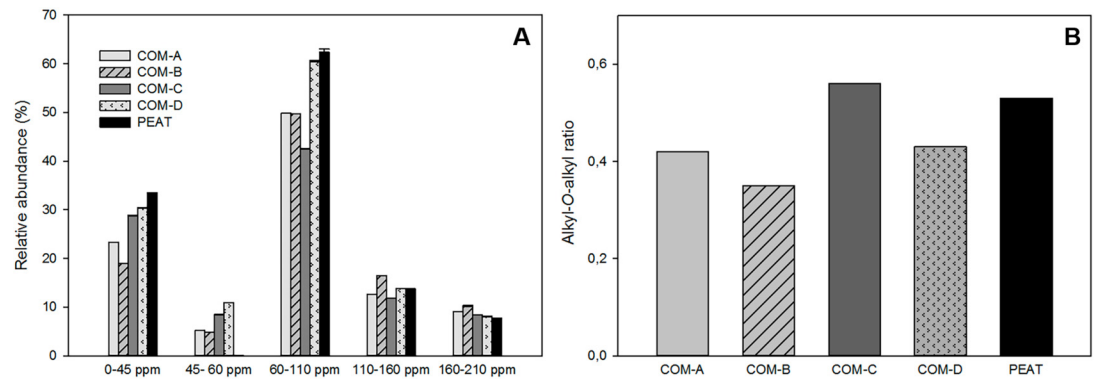 A
Relative abundance (%)
70
60
50
40
30
20
10
0
COM-A
COM-B
COM-C
COM-D
PEAT
0-45 ppm
45- 60 ppm
60-110 ppm
110-160 ppm
160-210 ppm
B
Alkyl-O-alkyl ratio
0,6
0,4
0,2
0,0
COM-A
COM-B
COM-C
COM-D
PEAT